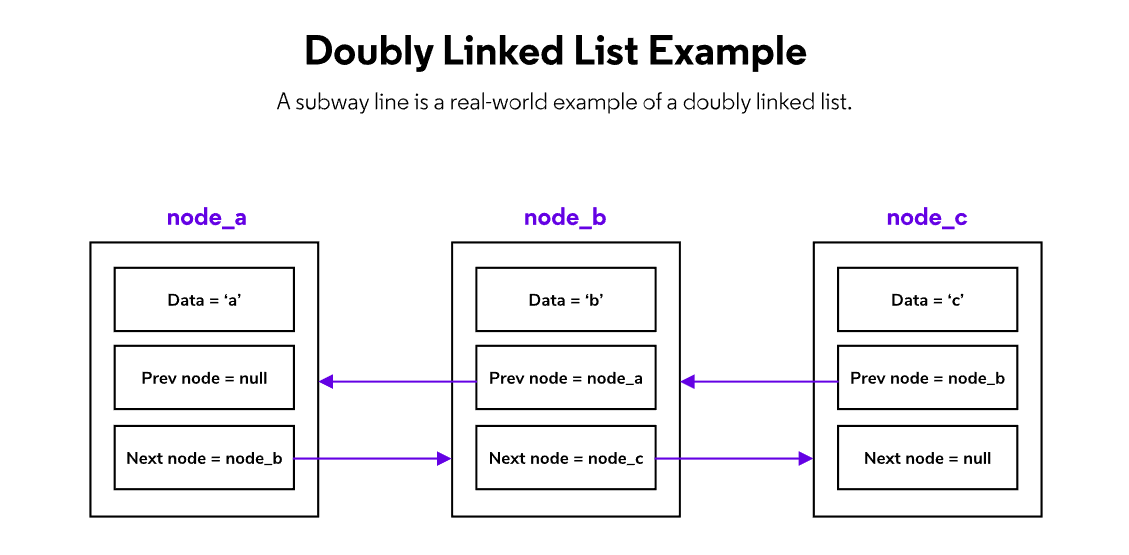 Doubly Linked List Example
A subway line is a real-world example of a doubly linked list.
node_a
node_b
node_c
Data = ‘a’
Data = ‘b’
Data = ‘c’
Prev node = null
Prev node = node_a
Prev node = node_b
Next node = node_b
Next node = node_c
Next node = null